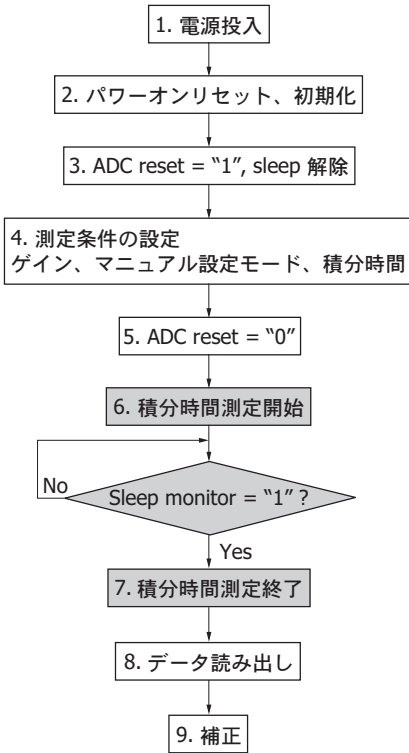 1. 電源投入
2. パワーオンリセット、初期化
3. ADC reset = “1”, sleep 解除
4. 測定条件の設定
ゲイン、マニュアル設定モード、積分時間
5. ADC reset = “0”
6. 積分時間測定開始
No
Sleep monitor = “1” ?
Yes
7. 積分時間測定終了
8. データ読み出し
9. 補正